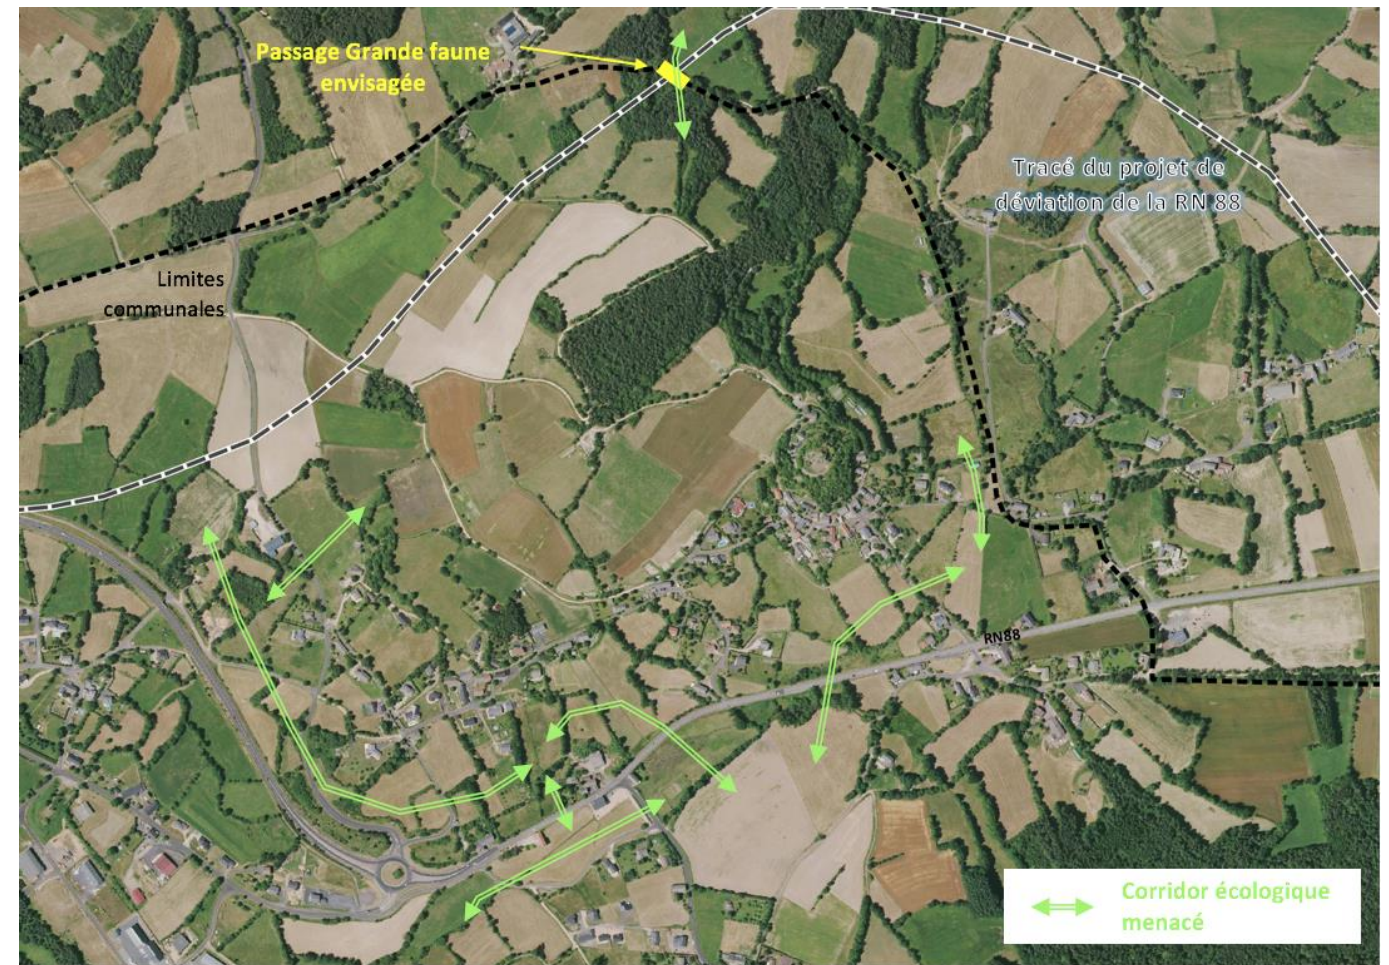 Passage Grande faune
envisagée
Tracé du projet de
déviation de la RN 88
Limites
communales
RN88
Corridor écologique
menacé